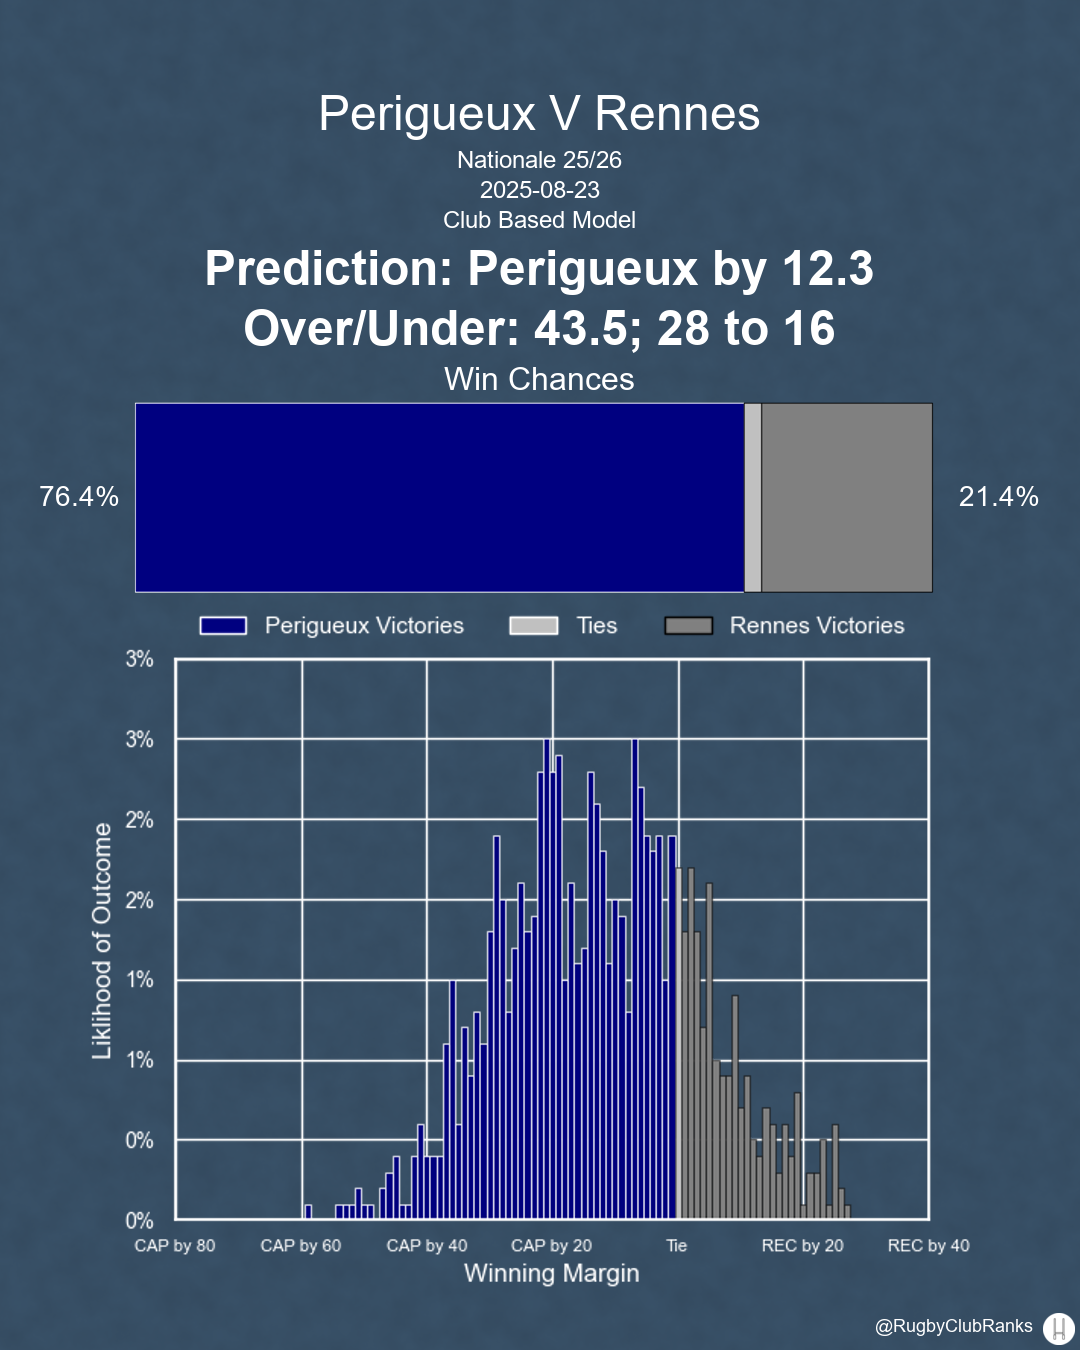 Perigueux V Rennes
Nationale 25/26
2025-08-23
Club Based Model
Prediction: Perigueux by 12.3
Over/Under: 43.5; 28 to 16
Win Chances
76.4%
21.4%
Perigueux Victories Ties Rennes Victories
3%
3%
2%
2%
1%
1%
0%
0%
Liklihood of Outcome
CAP by 80 CAP by 60 CAP by 40 CAP by 20 Tie REC by 20 REC by 40
Winning Margin
@RugbyClubRanks